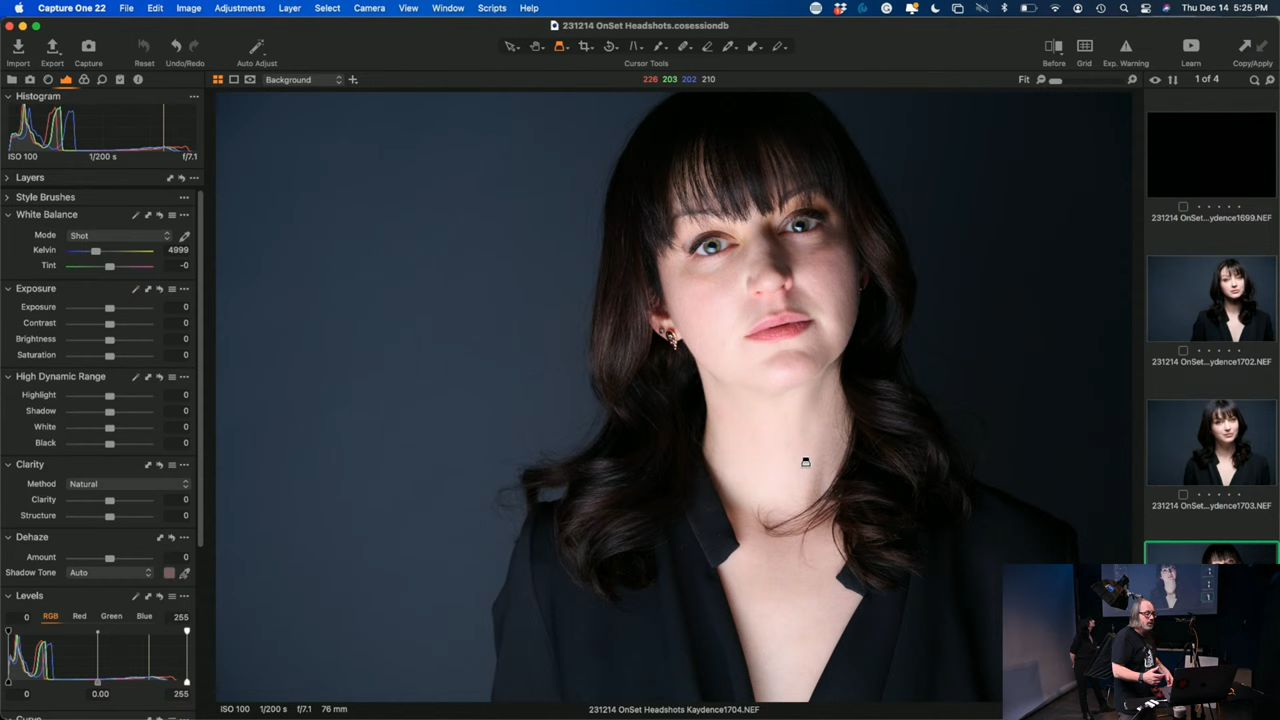 Capture One 22 File Edit Image Adjustments Layer Select Camera View Window Scripts Help Thu Dec 14 5:25 PM
231214 OnSet Headshots.cosessiondb
Import Export Capture Reset Undo/Redo Auto Adjust Cursor Tools Before Grid Exp. Warning Learn Copy/Apply
Background 226 203 202 210 Fit 1 of 4
Histogram
ISO 100 1/200 s f/7.1
Layers
Style Brushes
White Balance
Mode Shot
Kelvin 4999
Tint -0
Exposure
Exposure 0
Contrast 0
Brightness 0
Saturation 0
High Dynamic Range
Highlight 0
Shadow 0
White 0
Black 0
Clarity
Method Natural
Clarity 0
Structure 0
Dehaze
Amount 0
Shadow Tone Auto
Levels
0 RGB Red Green Blue 255
0 0.00 255
Curve
231214 OnSet...ydence1699.NEF
231214 OnSet...ydence1702.NEF
231214 OnSet...ydence1703.NEF
ISO 100 1/200 s f/7.1 76 mm 231214 OnSet Headshots Kaydence1704.NEF